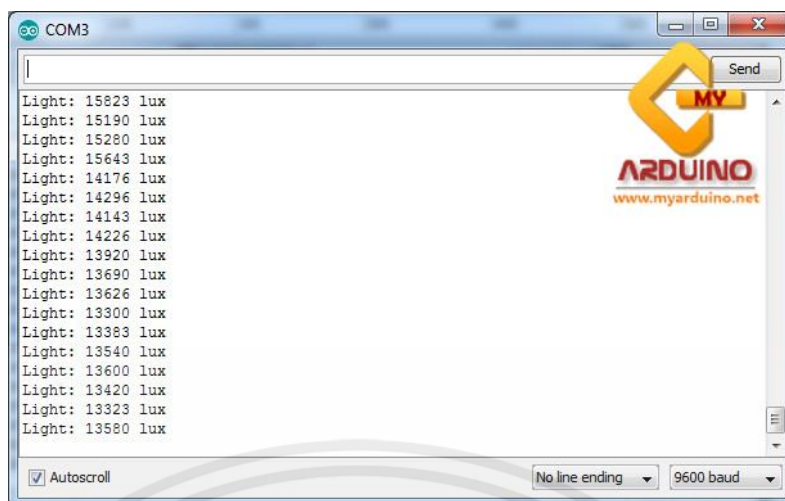 COM3
Send
Light: 15823 lux
Light: 15190 lux
Light: 15280 lux
Light: 15643 lux
Light: 14176 lux
Light: 14296 lux
Light: 14143 lux
Light: 14226 lux
Light: 13920 lux
Light: 13690 lux
Light: 13626 lux
Light: 13300 lux
Light: 13383 lux
Light: 13540 lux
Light: 13600 lux
Light: 13420 lux
Light: 13323 lux
Light: 13580 lux
MY
ARDUINO
www.myarduino.net
Autoscroll
No line ending
9600 baud